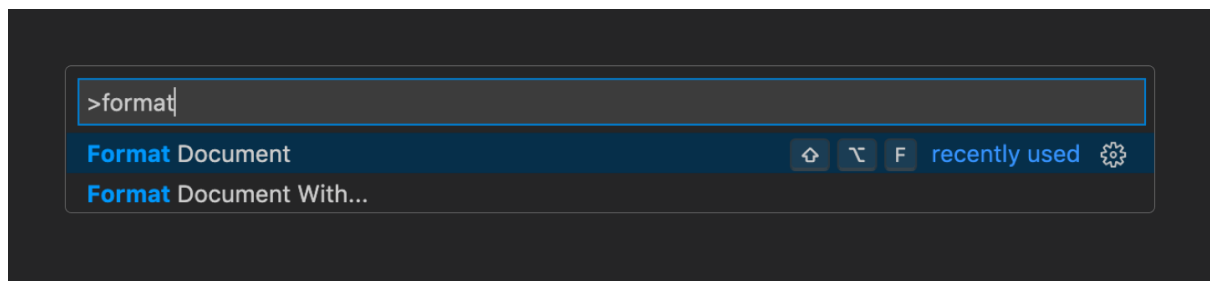 >format
Format Document ⇧ ⌥ F recently used
Format Document With...